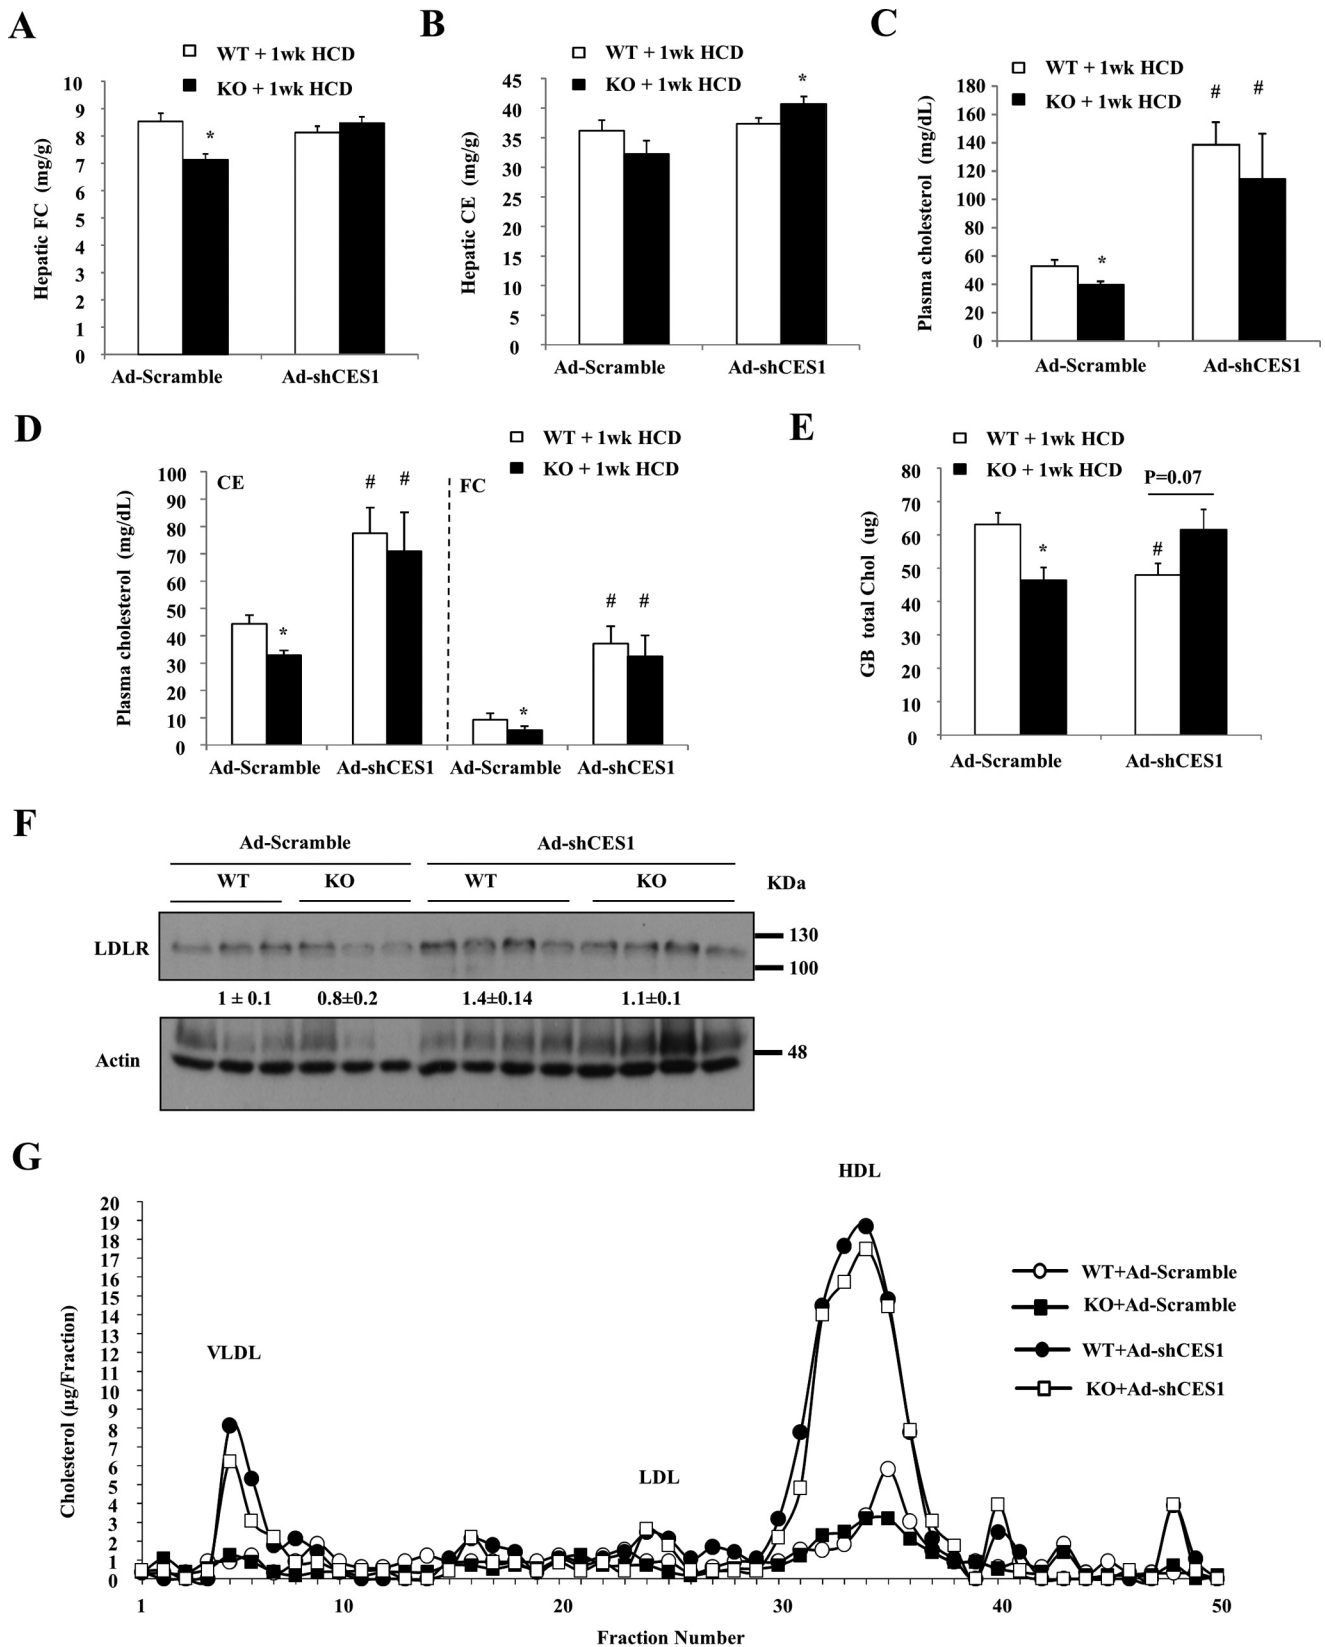 A
WT + 1wk HCD
KO + 1wk HCD
Hepatic FC (mg/g)
10
9
8
7
6
5
4
3
2
1
0
*
Ad-Scramble
Ad-shCES1
B
WT + 1wk HCD
KO + 1wk HCD
Hepatic CE (mg/g)
45
40
35
30
25
20
15
10
5
0
*
Ad-Scramble
Ad-shCES1
C
WT + 1wk HCD
KO + 1wk HCD
Plasma cholesterol (mg/dL)
180
160
140
120
100
80
60
40
20
0
*
# #
Ad-Scramble
Ad-shCES1
D
WT + 1wk HCD
KO + 1wk HCD
Plasma cholesterol (mg/dL)
100
90
80
70
60
50
40
30
20
10
0
CE
FC
*
# #
*
# #
Ad-Scramble
Ad-shCES1
Ad-Scramble
Ad-shCES1
E
WT + 1wk HCD
KO + 1wk HCD
GB total Chol (ug)
80
70
60
50
40
30
20
10
0
*
#
P=0.07
Ad-Scramble
Ad-shCES1
F
Ad-Scramble
Ad-shCES1
WT
KO
WT
KO
KDa
LDLR
130
100
1 ± 0.1
0.8±0.2
1.4±0.14
1.1±0.1
Actin
48
G
Cholesterol (µg/Fraction)
20
19
18
17
16
15
14
13
12
11
10
9
8
7
6
5
4
3
2
1
0
VLDL
LDL
HDL
WT+Ad-Scramble
KO+Ad-Scramble
WT+Ad-shCES1
KO+Ad-shCES1
1
10
20
30
40
50
Fraction Number